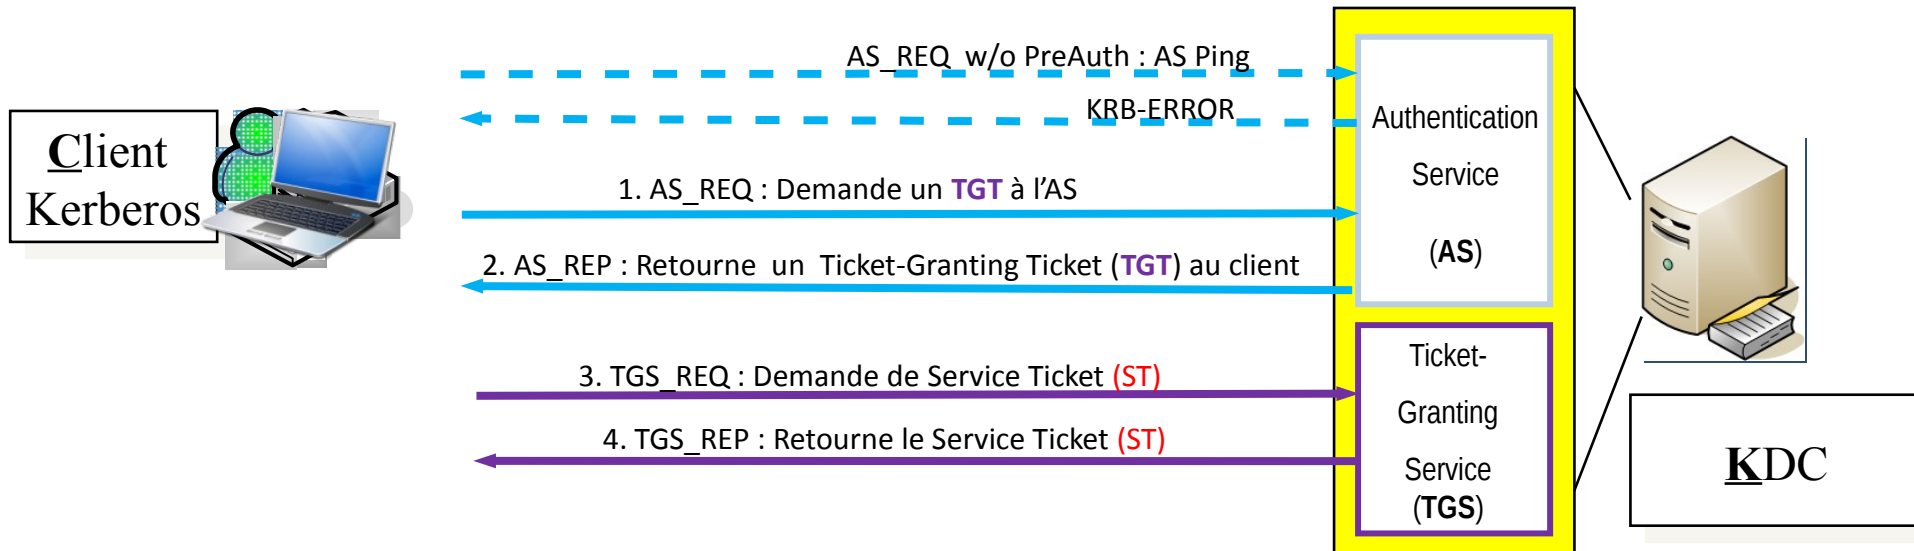 AS_REQ  w/o PreAuth : AS Ping
KRB-ERROR
Client
Kerberos
1. AS_REQ : Demande un TGT à l’AS
2. AS_REP : Retourne  un  Ticket-Granting Ticket (TGT) au client
Authentication
Service
(AS)
3. TGS_REQ : Demande de Service Ticket (ST)
4. TGS_REP : Retourne le Service Ticket (ST)
Ticket-
Granting
Service
(TGS)
KDC